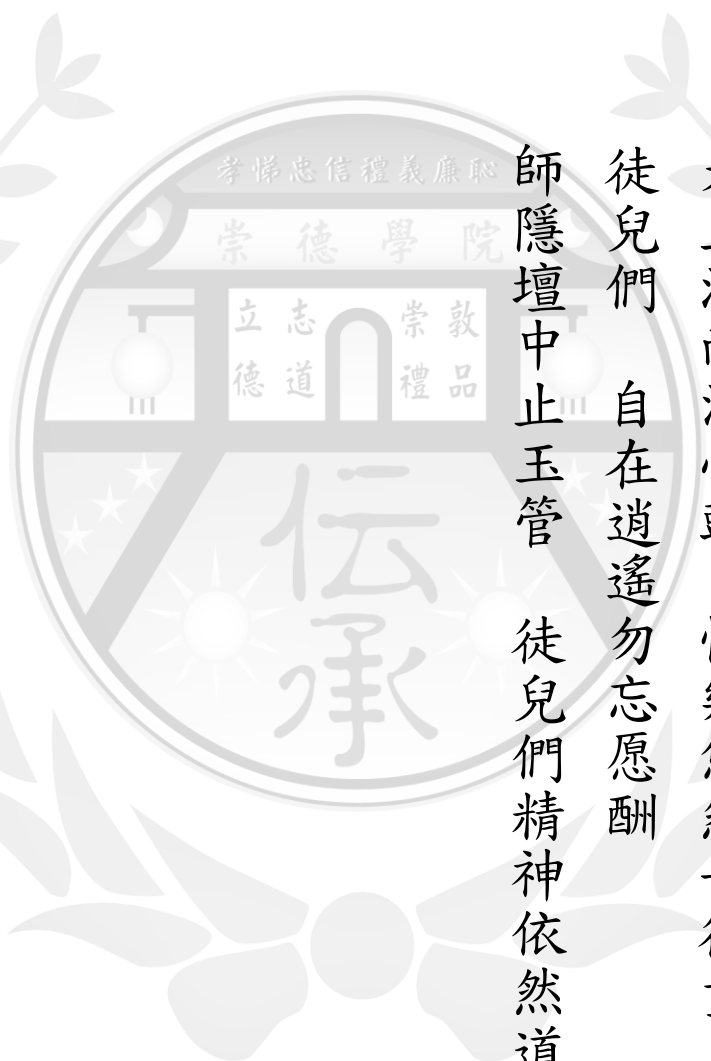 徒兒們　自在逍遙勿忘愿酬
師隱壇中止玉管　徒兒們精神依然道
孝悌忠信禮義廉恥
崇德學院
敦品崇禮
立志道德
伝承